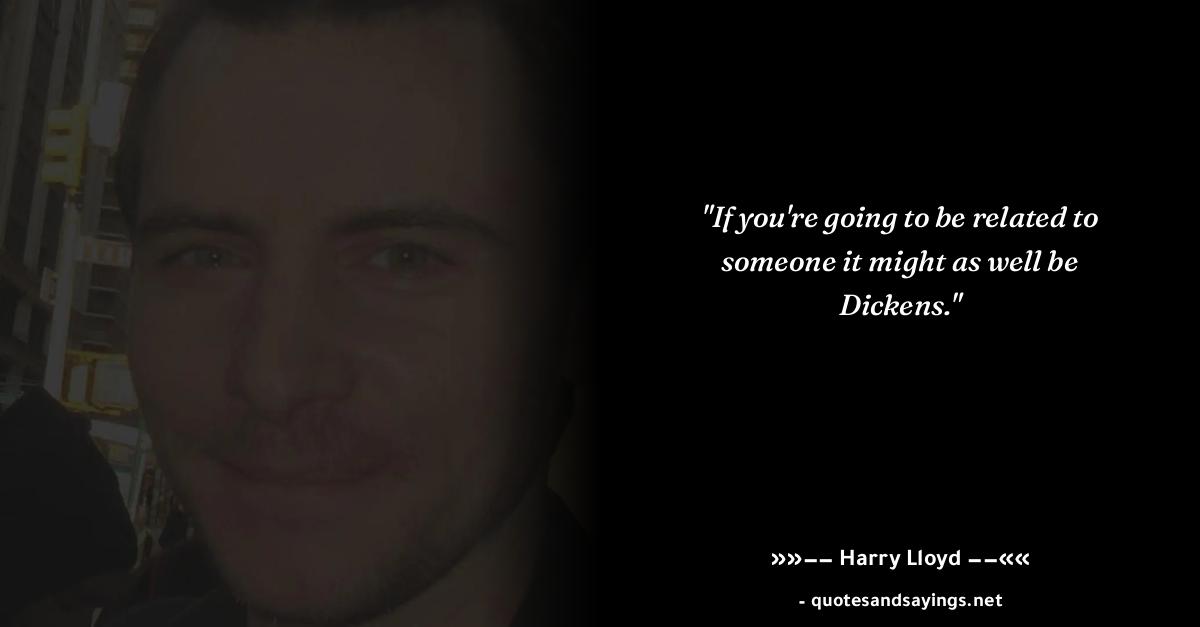 "If you're going to be related to
someone it might as well be
Dickens."
»»−− Harry Lloyd −−««
- quotesandsayings.net